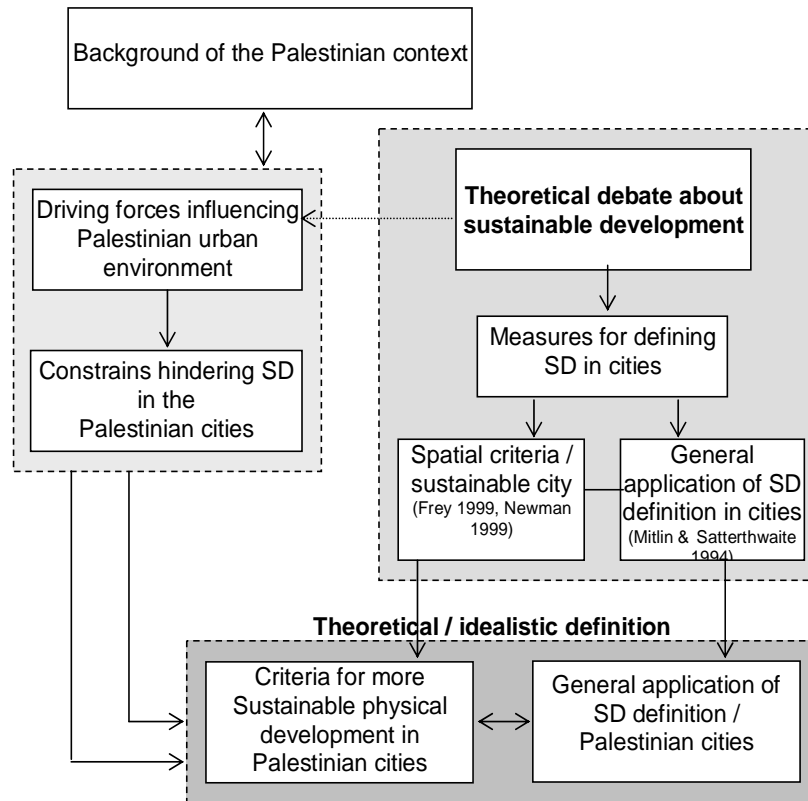 Background of the Palestinian context
Theoretical debate about
sustainable development
Driving forces influencing
Palestinian urban
environment
Measures for defining
SD in cities
Constrains hindering SD
in the
Palestinian cities
Spatial criteria /
sustainable city
(Frey 1999, Newman
1999)
General
application of SD
definition in cities
(Mitlin & Satterthwaite
1994)
Theoretical / idealistic definition
Criteria for more
Sustainable physical
development in
Palestinian cities
General application of
SD definition /
Palestinian cities